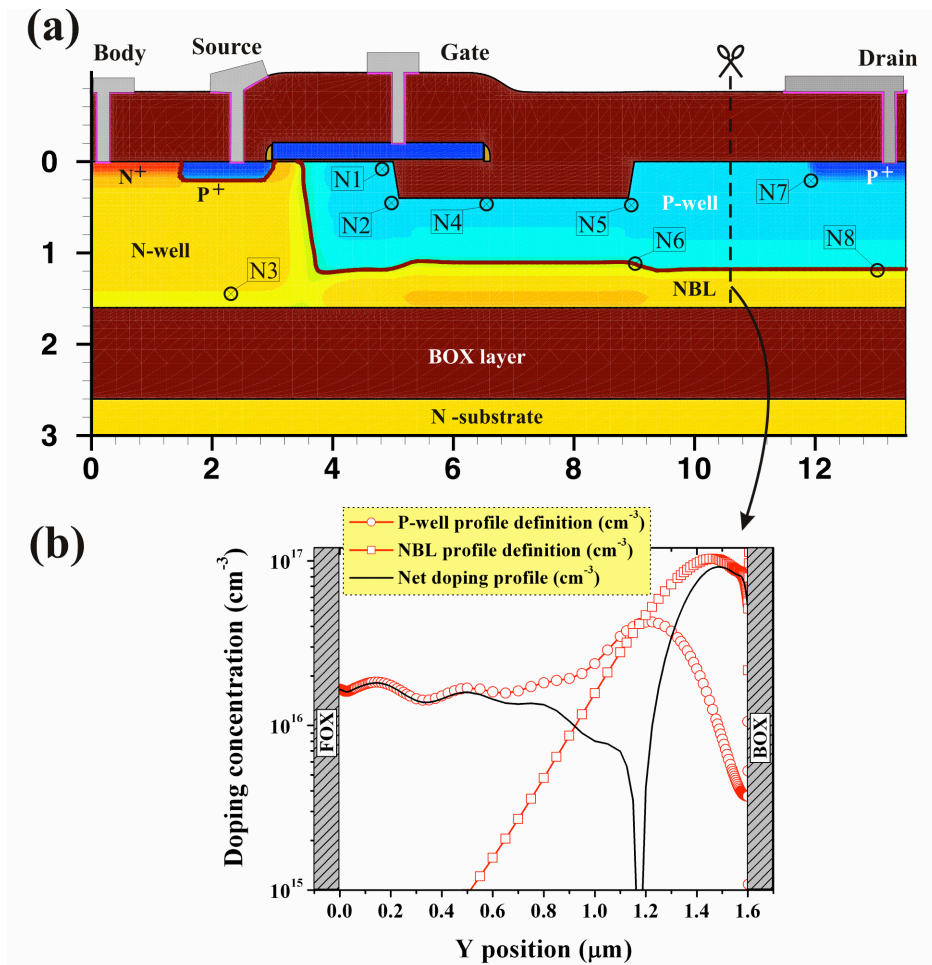 (a)
Body
Source
Gate
Drain
0
1
2
3
N+
P+
N1
N2
N4
N5
P-well
N7
P+
N-well
N3
N6
N8
NBL
BOX layer
N -substrate
0 2 4 6 8 10 12
(b)
P-well profile definition (cm-3)
NBL profile definition (cm-3)
Net doping profile (cm-3)
Doping concentration (cm-3)
10^17
10^16
10^15
FOX
BOX
0.0 0.2 0.4 0.6 0.8 1.0 1.2 1.4 1.6
Y position (μm)